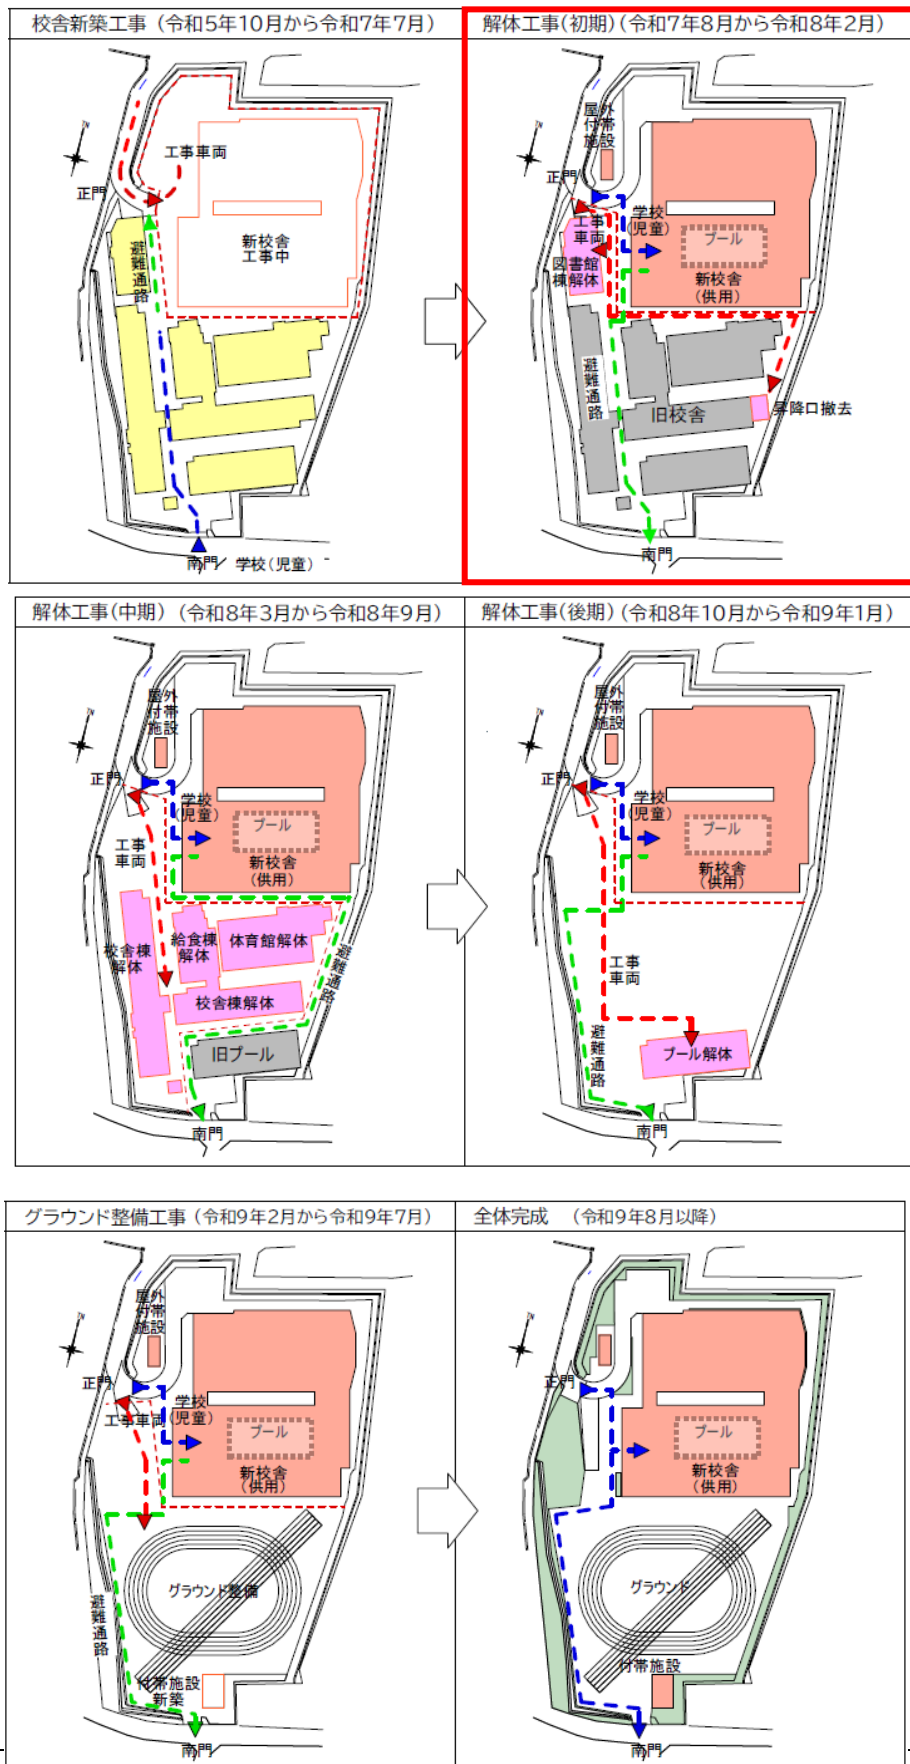 校舎新築工事 (令和5年10月から令和7年7月)
工事車両
正門
避難通路
新校舎
工事中
南門
学校(児童)
解体工事(初期)(令和7年8月から令和8年2月)
屋外
付帯
施設
正門
学校
(児童)
工事
車両
プール
図書館
棟解体
新校舎
(供用)
避難通路
旧校舎
昇降口撤去
南門
解体工事(中期) (令和8年3月から令和8年9月)
屋外
付帯
施設
正門
学校
(児童)
プール
工事
車両
新校舎
(供用)
校舎棟
解体
給食棟
解体
体育館解体
避難通路
校舎棟解体
旧プール
南門
解体工事(後期)(令和8年10月から令和9年1月)
屋外
付帯
施設
正門
学校
(児童)
プール
新校舎
(供用)
工事
車両
避難通路
プール解体
南門
グラウンド整備工事 (令和9年2月から令和9年7月)
屋外
付帯
施設
正門
工事車両
学校
(児童)
プール
新校舎
(供用)
グラウンド整備
避難通路
付帯施設
新築
南門
全体完成 (令和9年8月以降)
正門
プール
新校舎
(供用)
グラウンド
付帯施設
南門